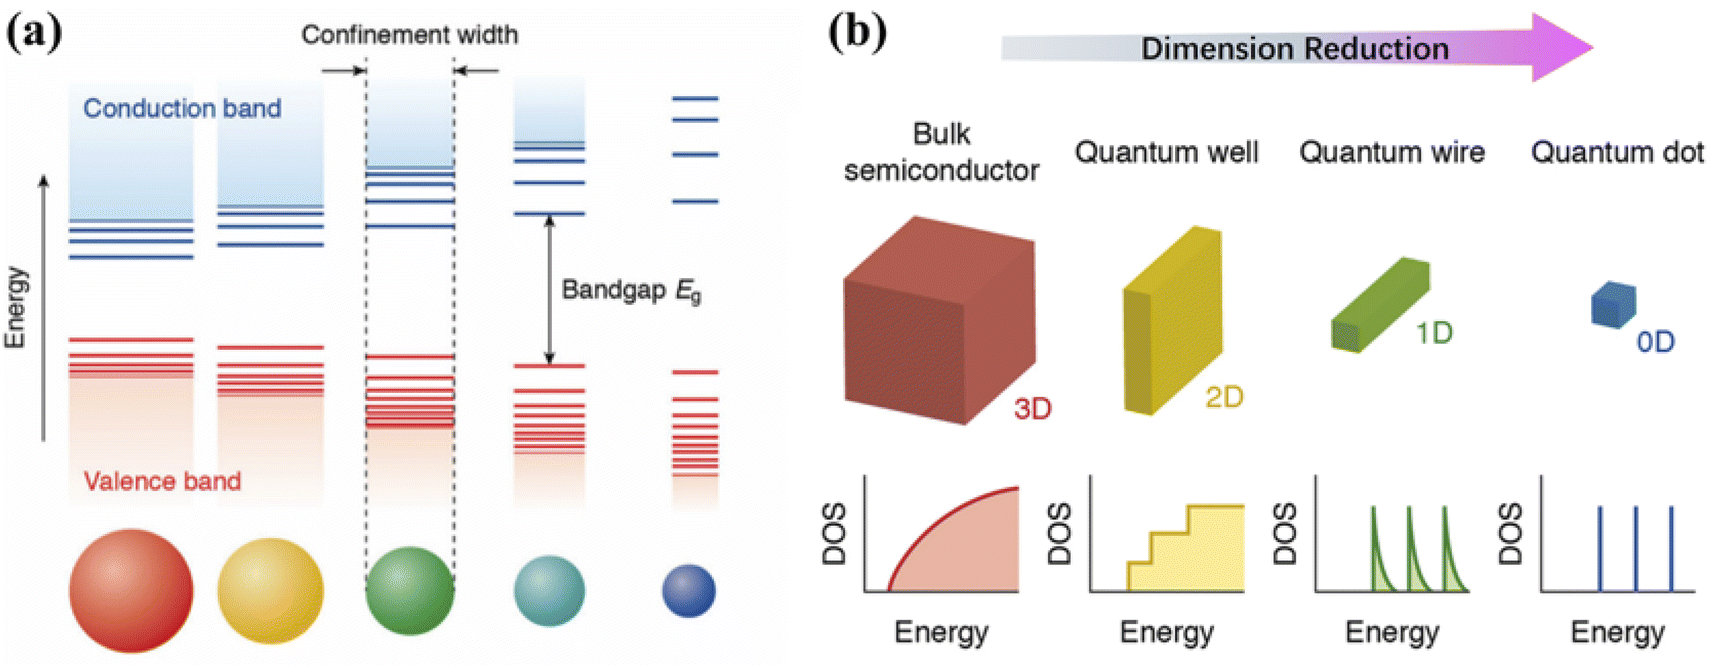 (a)
Confinement width
Conduction band
Energy
Bandgap Eg
Valence band
(b)
Dimension Reduction
Bulk
semiconductor
Quantum well
Quantum wire
Quantum dot
3D
2D
1D
0D
DOS
Energy
DOS
Energy
DOS
Energy
DOS
Energy